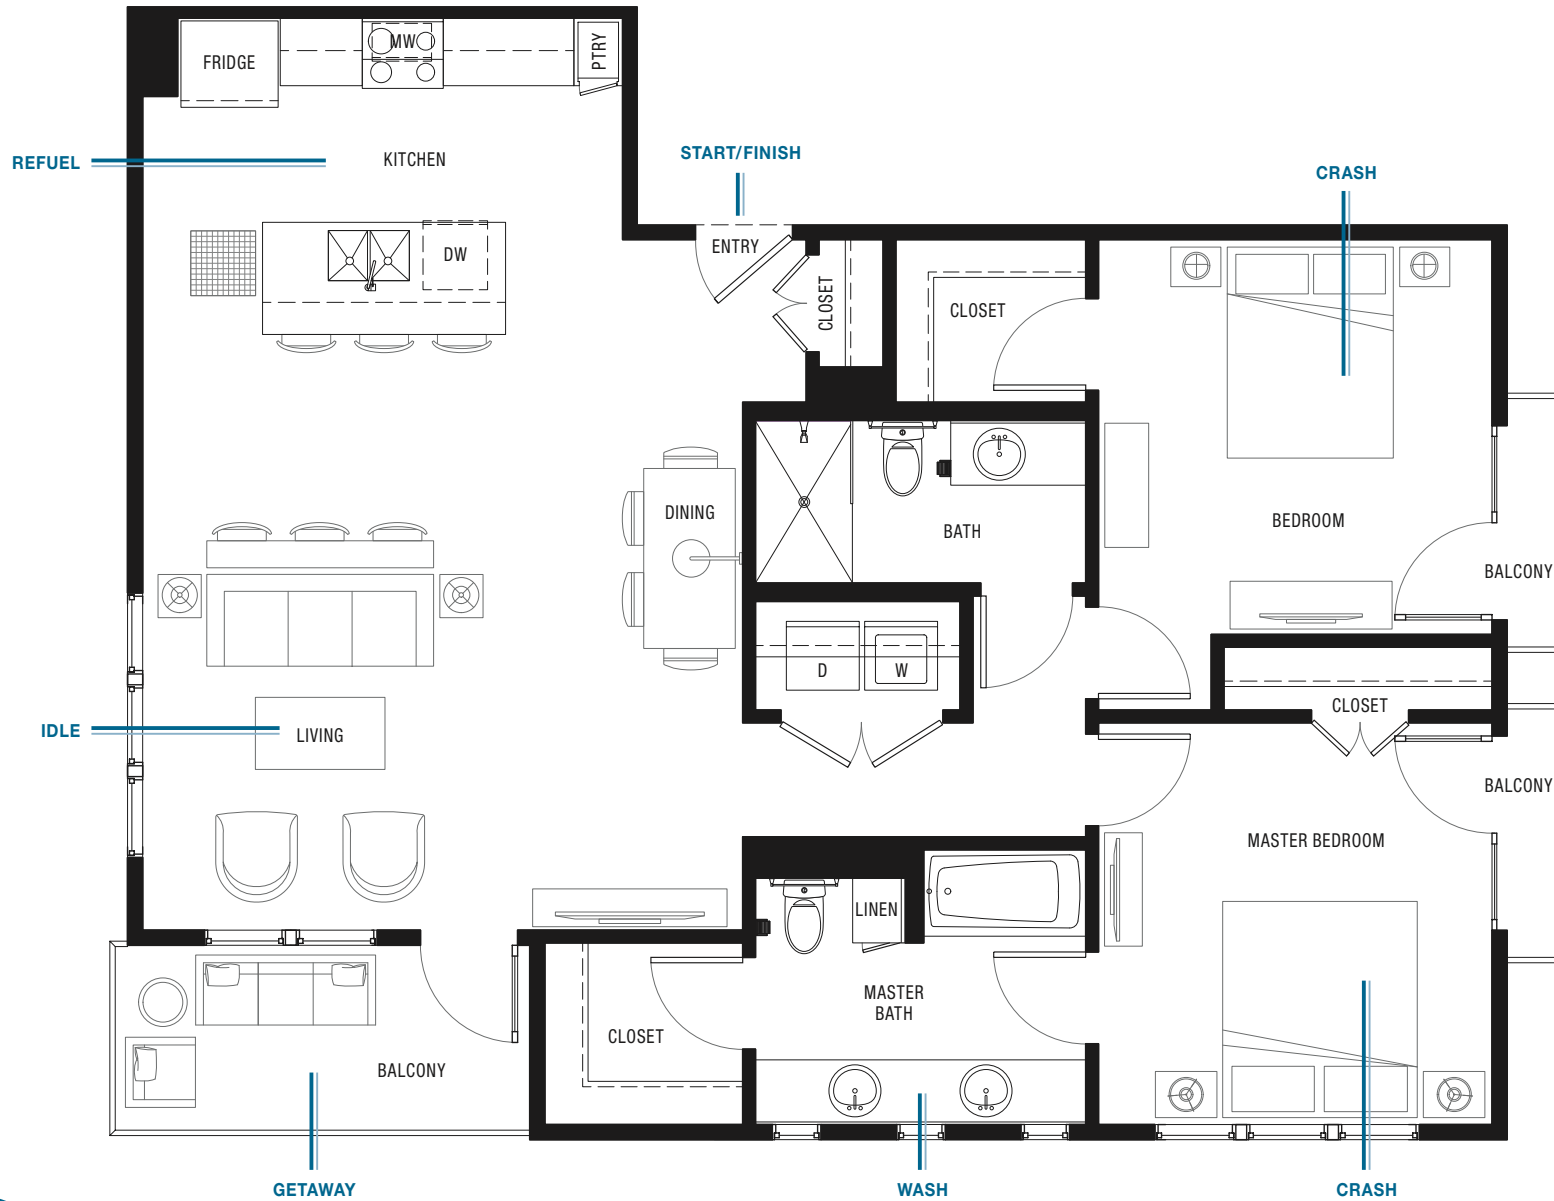 FRIDGE
MW
PTRY
REFUEL
KITCHEN
START/FINISH
CRASH
ENTRY
DW
CLOSET
CLOSET
DINING
BATH
BEDROOM
BALCONY
D
W
CLOSET
IDLE
LIVING
BALCONY
MASTER BEDROOM
LINEN
MASTER
BATH
CLOSET
BALCONY
GETAWAY
WASH
CRASH